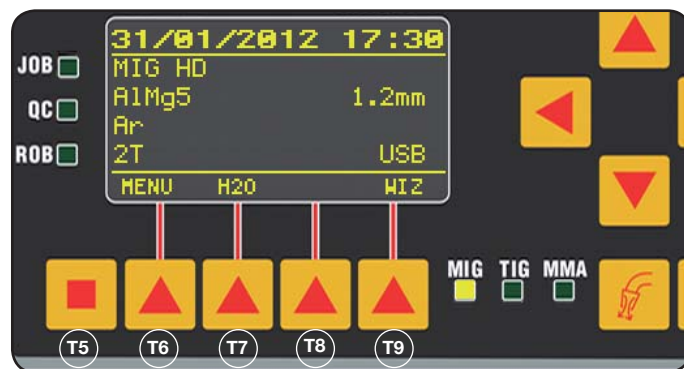 31/01/2012 17:30
MIG HD
AlMg5 1.2mm
Ar
2T USB
MENU H2O WIZ
JOB
QC
ROB
MIG TIG MMA
T5 T6 T7 T8 T9